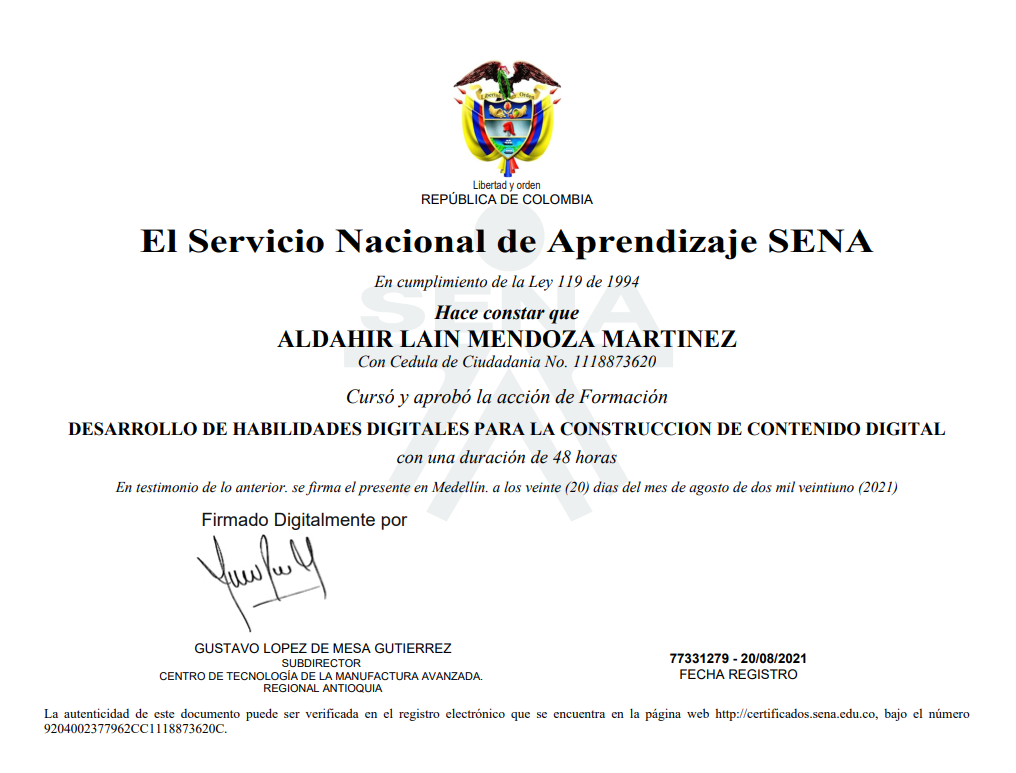 Libertad y Orden
Libertad y orden
REPÚBLICA DE COLOMBIA
El Servicio Nacional de Aprendizaje SENA
En cumplimiento de la Ley 119 de 1994
SENA
Hace constar que
ALDAHIR LAIN MENDOZA MARTINEZ
Con Cedula de Ciudadania No. 1118873620
Cursó y aprobó la acción de Formación
DESARROLLO DE HABILIDADES DIGITALES PARA LA CONSTRUCCION DE CONTENIDO DIGITAL
con una duración de 48 horas
En testimonio de lo anterior. se firma el presente en Medellín. a los veinte (20) dias del mes de agosto de dos mil veintiuno (2021)
Firmado Digitalmente por
GUSTAVO LOPEZ DE MESA GUTIERREZ
SUBDIRECTOR
CENTRO DE TECNOLOGÍA DE LA MANUFACTURA AVANZADA.
REGIONAL ANTIOQUIA
77331279 - 20/08/2021
FECHA REGISTRO
La autenticidad de este documento puede ser verificada en el registro electrónico que se encuentra en la página web http://certificados.sena.edu.co, bajo el número
9204002377962CC1118873620C.